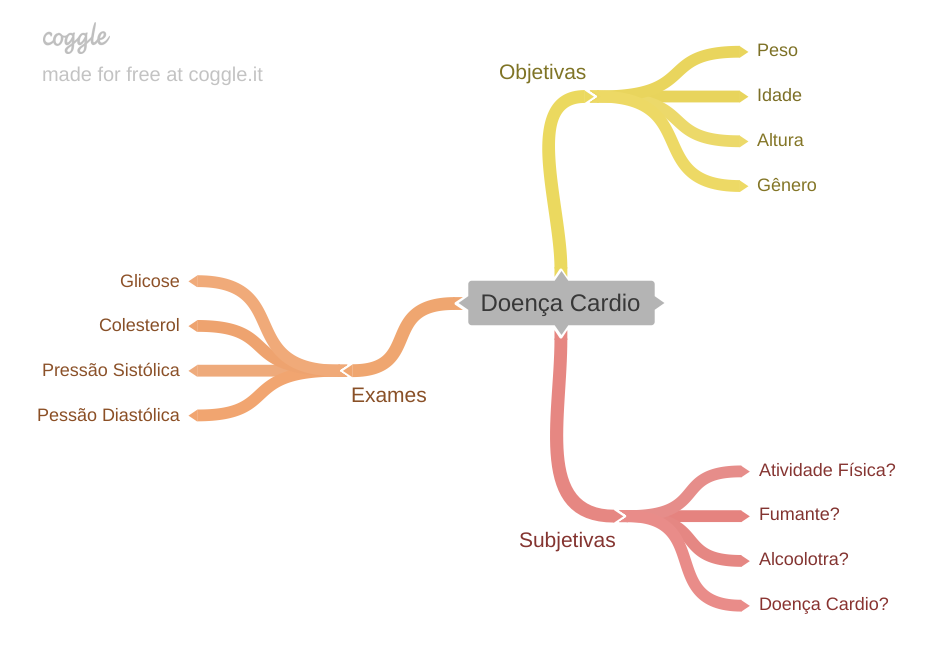 coggle
made for free at coggle.it
Objetivas
Peso
Idade
Altura
Gênero
Doença Cardio
Glicose
Colesterol
Pressão Sistólica
Pessão Diastólica
Exames
Subjetivas
Atividade Física?
Fumante?
Alcoolotra?
Doença Cardio?